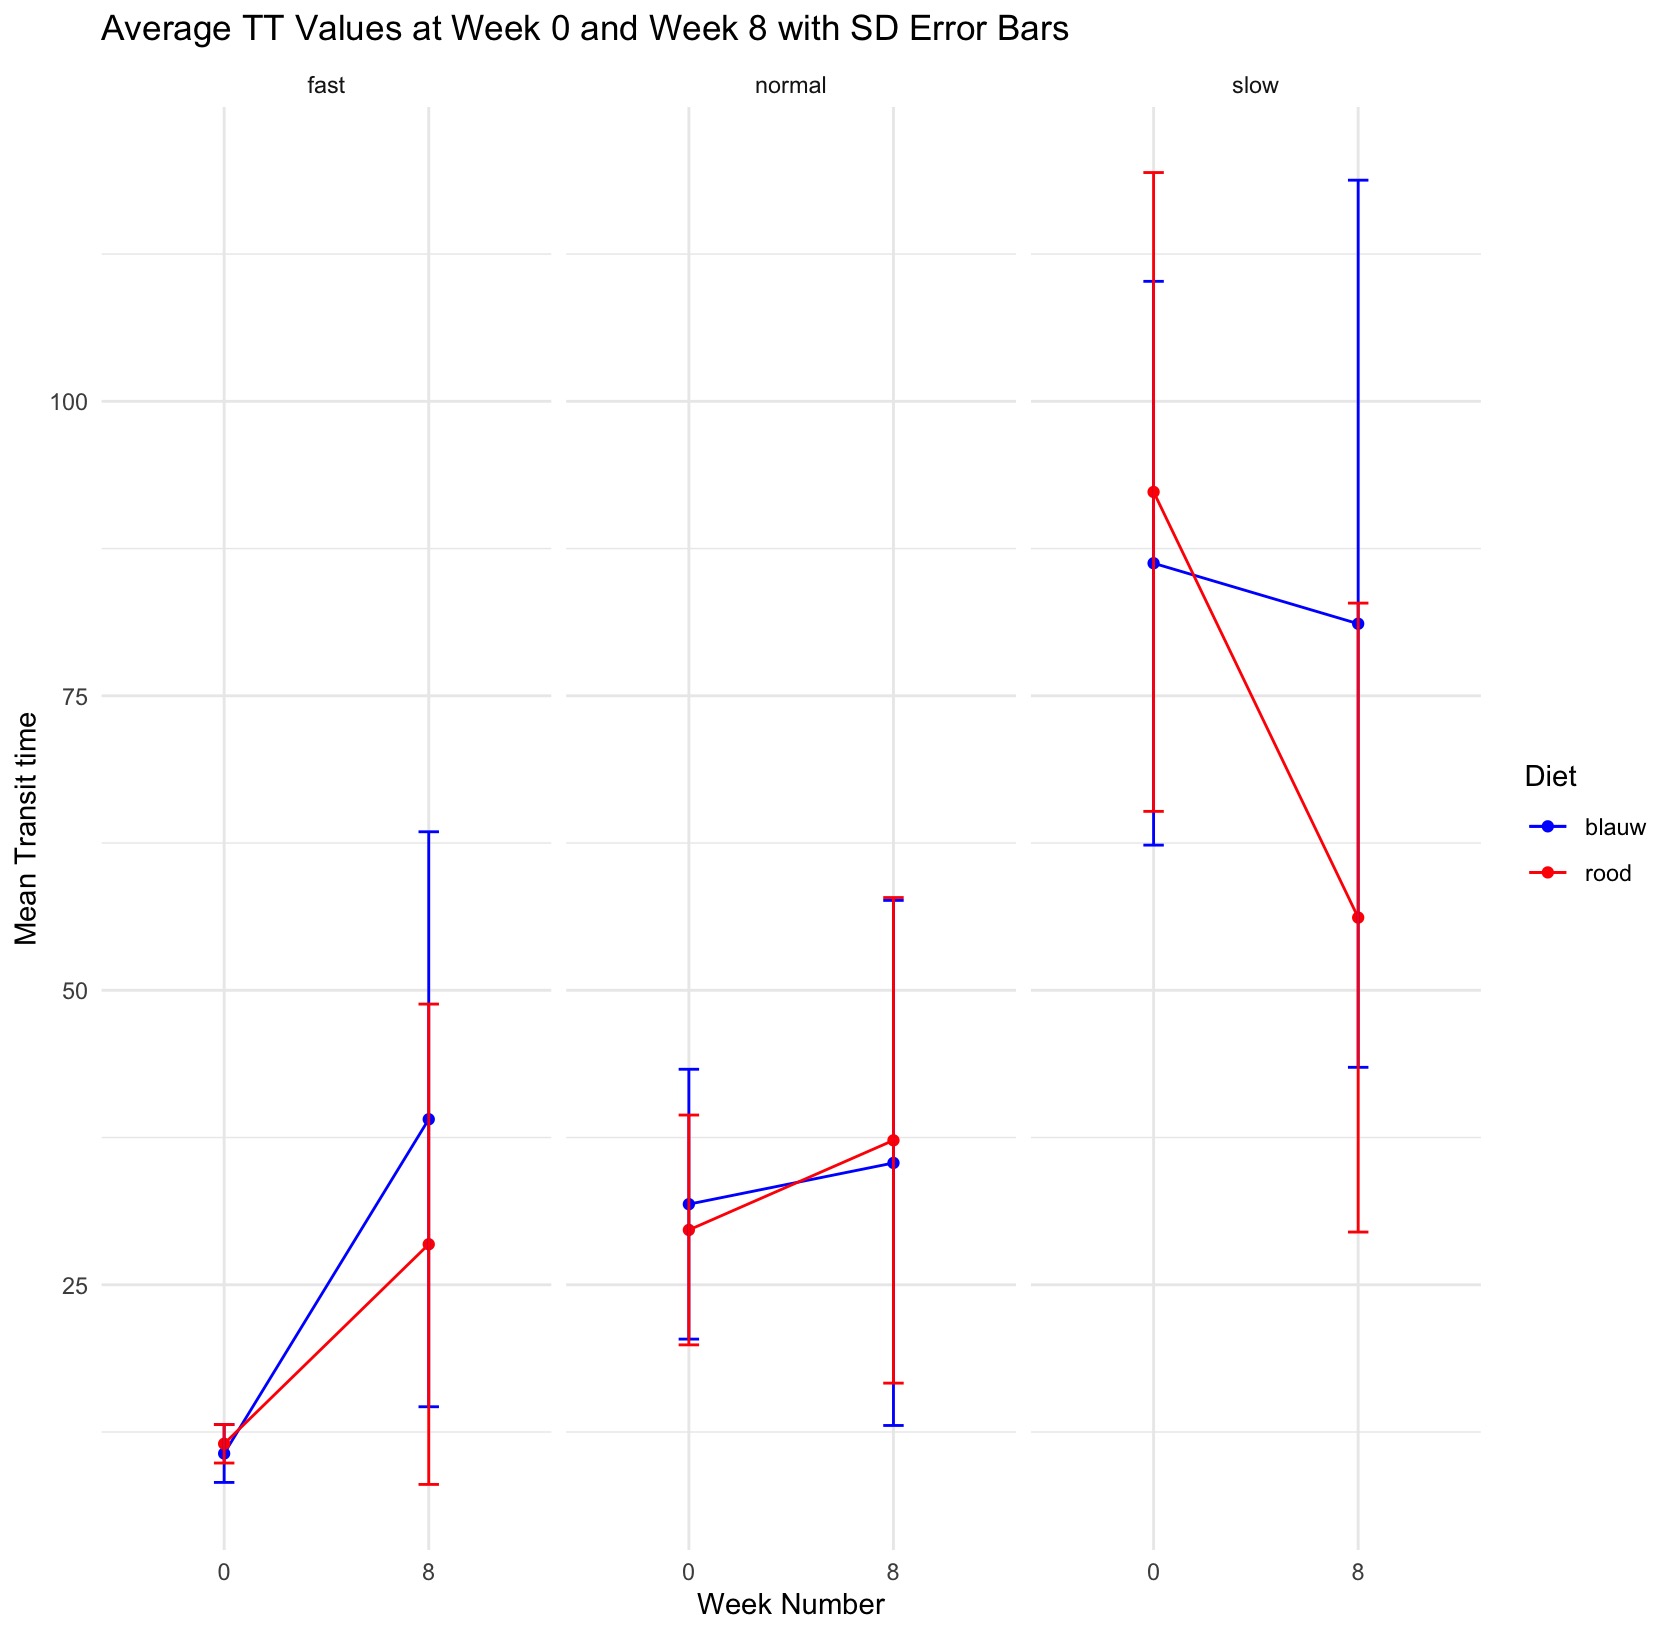 Average TT Values at Week 0 and Week 8 with SD Error Bars
fast normal slow
100
75
50
25
Mean Transit time
0 8 0 8 0 8
Week Number
Diet
blauw
rood